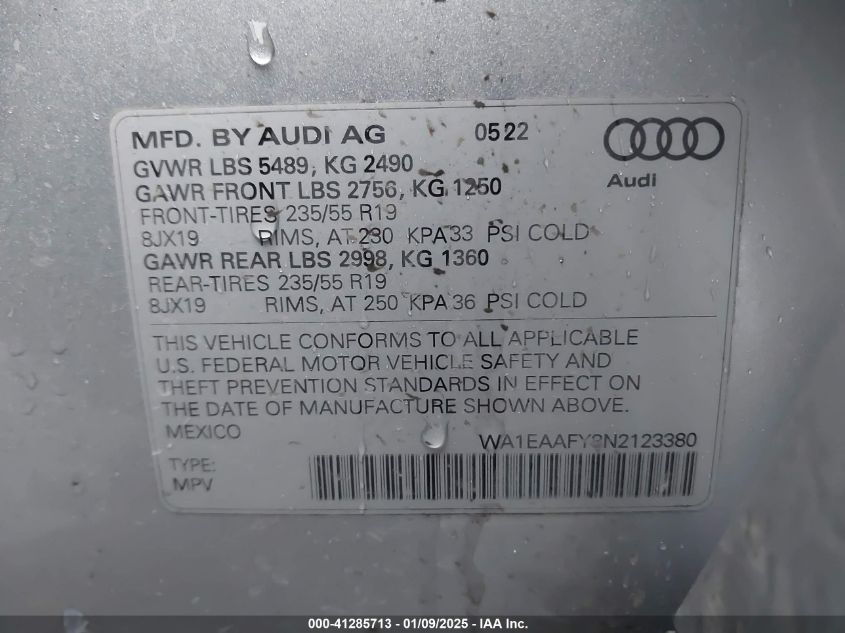 MFD. BY AUDI AG 0522
GVWR LBS 5489, KG 2490
GAWR FRONT LBS 2756, KG 1250
Audi
FRONT-TIRES 235/55 R19
8JX19 RIMS, AT 230 KPA 33 PSI COLD
GAWR REAR LBS 2998, KG 1360
REAR-TIRES 235/55 R19
8JX19 RIMS, AT 250 KPA 36 PSI COLD
THIS VEHICLE CONFORMS TO ALL APPLICABLE
U.S. FEDERAL MOTOR VEHICLE SAFETY AND
THEFT PREVENTION STANDARDS IN EFFECT ON
THE DATE OF MANUFACTURE SHOWN ABOVE.
MEXICO WA1EAAFY8N2123380
TYPE:
MPV
000-41285713 - 01/09/2025 - IAA Inc.